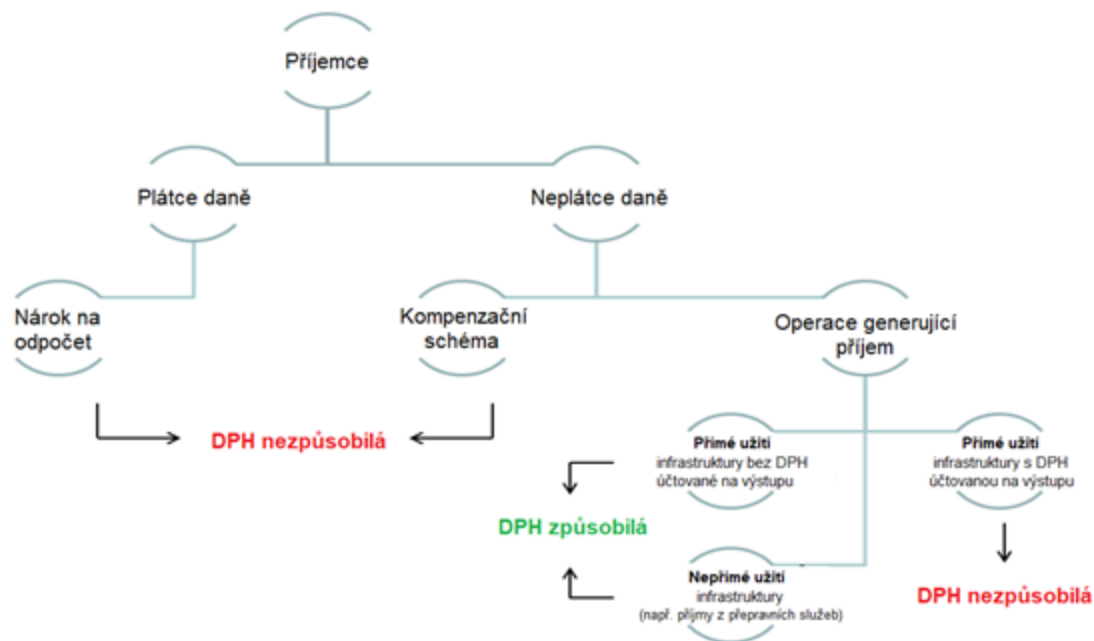 Příjemce
Plátce daně
Neplátce daně
Nárok na
odpočet
Kompenzační
schéma
Operace generující
příjem
DPH nezpůsobilá
Přímé užití
infrastruktury bez DPH
účtované na výstupu
Přímé užití
infrastruktury s DPH
účtovanou na výstupu
DPH způsobilá
Nepřímé užití
infrastruktury
(např. příjmy z přepravních služeb)
DPH nezpůsobilá